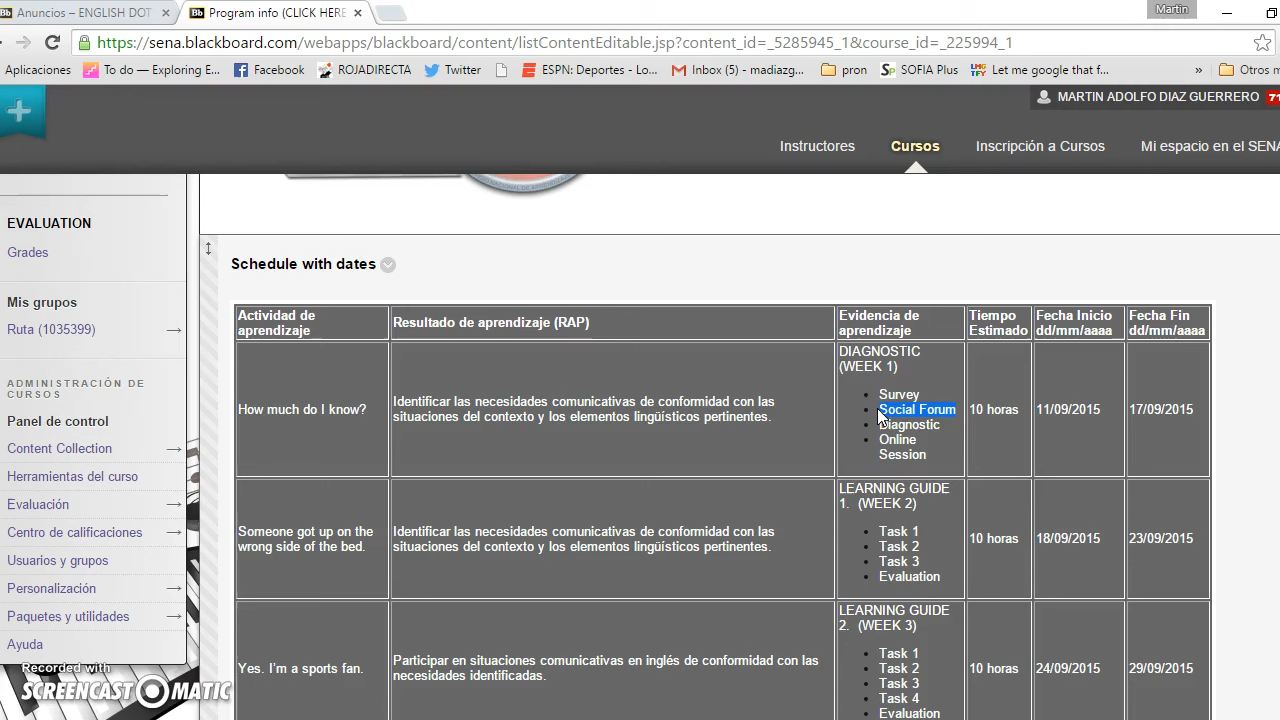 Anuncios – ENGLISH DOT
Program info (CLICK HERE
Martin
https://sena.blackboard.com/webapps/blackboard/content/listContentEditable.jsp?content_id=_5285945_1&course_id=_225994_1
Aplicaciones
To do — Exploring E...
Facebook
ROJADIRECTA
Twitter
ESPN: Deportes - Lo...
Inbox (5) - madiazg...
pron
SOFIA Plus
Let me google that f...
»
Otros m
MARTIN ADOLFO DIAZ GUERRERO
71
Instructores
Cursos
Inscripción a Cursos
Mi espacio en el SENA
EVALUATION
Grades
Mis grupos
Ruta (1035399)
ADMINISTRACIÓN DE
CURSOS
Panel de control
Content Collection
Herramientas del curso
Evaluación
Centro de calificaciones
Usuarios y grupos
Personalización
Paquetes y utilidades
Ayuda
Recorded with
SCREENCAST MATIC
Schedule with dates
Actividad de
aprendizaje
Resultado de aprendizaje (RAP)
Evidencia de
aprendizaje
Tiempo
Estimado
Fecha Inicio
dd/mm/aaaa
Fecha Fin
dd/mm/aaaa
How much do I know?
Identificar las necesidades comunicativas de conformidad con las
situaciones del contexto y los elementos lingüísticos pertinentes.
DIAGNOSTIC
(WEEK 1)
Survey
Social Forum
Diagnostic
Online
Session
10 horas
11/09/2015
17/09/2015
Someone got up on the
wrong side of the bed.
Identificar las necesidades comunicativas de conformidad con las
situaciones del contexto y los elementos lingüísticos pertinentes.
LEARNING GUIDE
1. (WEEK 2)
Task 1
Task 2
Task 3
Evaluation
10 horas
18/09/2015
23/09/2015
Yes. I'm a sports fan.
Participar en situaciones comunicativas en inglés de conformidad con las
necesidades identificadas.
LEARNING GUIDE
2. (WEEK 3)
Task 1
Task 2
Task 3
Task 4
Evaluation
10 horas
24/09/2015
29/09/2015